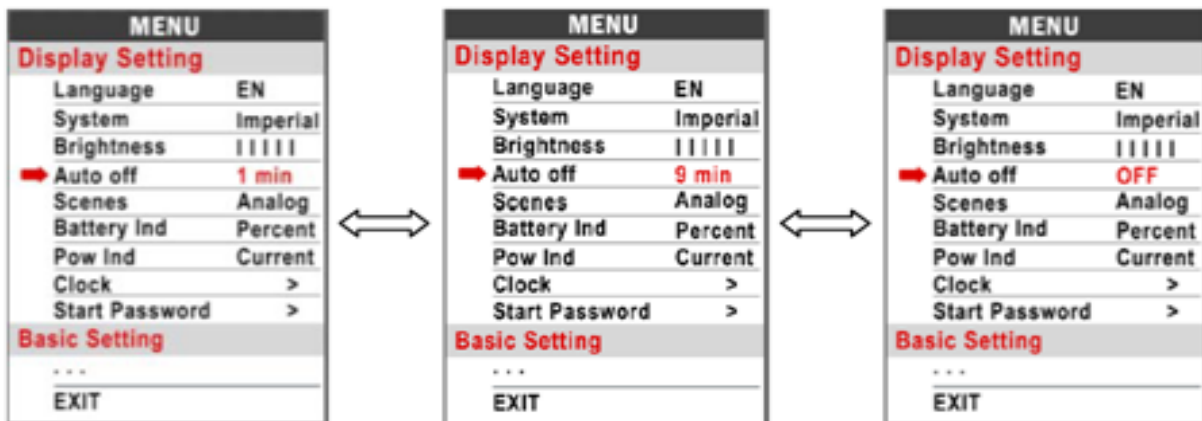 MENU
Display Setting
Language EN
System Imperial
Brightness | | | | |
Auto off 1 min
Scenes Analog
Battery Ind Percent
Pow Ind Current
Clock >
Start Password >
Basic Setting
...
EXIT
MENU
Display Setting
Language EN
System Imperial
Brightness | | | | |
Auto off 9 min
Scenes Analog
Battery Ind Percent
Pow Ind Current
Clock >
Start Password >
Basic Setting
...
EXIT
MENU
Display Setting
Language EN
System Imperial
Brightness | | | | |
Auto off OFF
Scenes Analog
Battery Ind Percent
Pow Ind Current
Clock >
Start Password >
Basic Setting
...
EXIT